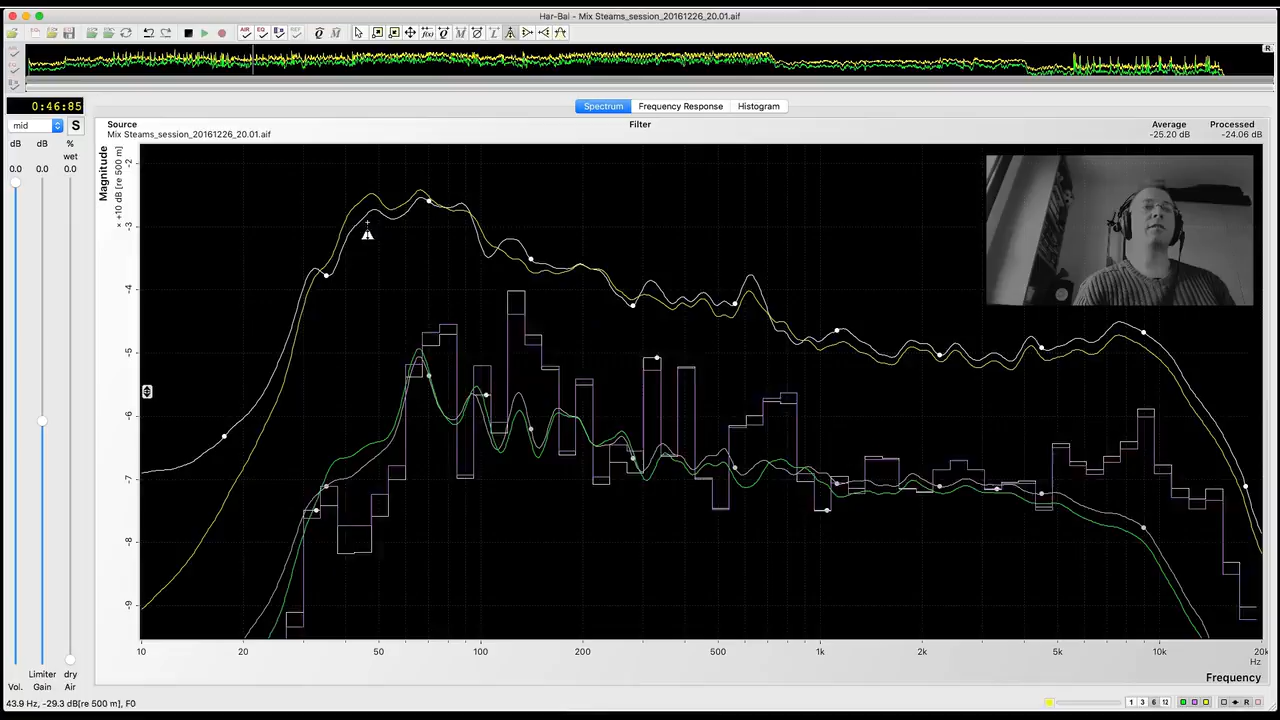 Har-Bal - Mix Steams_session_20161226_20.01.aif
AIR EQ REF
R
0:46:85
mid S
dB dB %
wet
0.0 0.0 0.0
Spectrum Frequency Response Histogram
Source Filter Average Processed
Mix Steams_session_20161226_20.01.aif -25.20 dB -24.06 dB
Magnitude
x +10 dB [re 500 m]
-2
-3
-4
-5
-6
-7
-8
-9
10 20 50 100 200 500 1k 2k 5k 10k 20k
Hz
Frequency
Limiter dry
Vol. Gain Air
43.9 Hz, -29.3 dB[re 500 m], F0
1 3 6 12 R